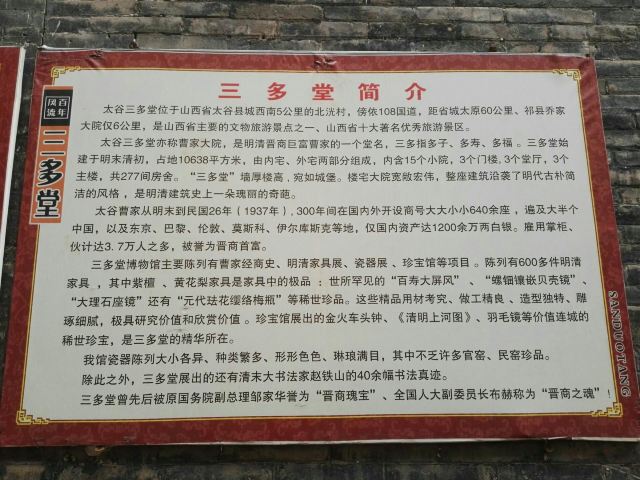 三多堂简介
太谷三多堂位于山西省太谷县城西南5公里的北洸村，傍依108国道，距省城太原60公里、祁县乔家
大院仅6公里，是山西省主要的文物旅游景点之一、山西省十大著名优秀旅游景区。
太谷三多堂亦称曹家大院，是明清晋商巨富曹家的一个堂名，三多指多子、多寿、多福。三多堂始
建于明末清初，占地10638平方米，由内宅、外宅两部分组成，内含15个小院，3个门楼，3个堂厅，3个
主楼，共277间房舍。“三多堂”墙厚楼高，宛如城堡。楼宅大院宽敞宏伟，整座建筑沿袭了明代古朴简
洁的风格，是明清建筑史上一朵瑰丽的奇葩。
太谷曹家从明末到民国26年（1937年），300年间在国内外开设商号大大小小640余座，遍及大半个
中国，以及东京、巴黎、伦敦、莫斯科、伊尔库斯克等地，仅国内资产达1200余万两白银。雇用掌柜、
伙计达3.7万人之多，被誉为晋商首富。
三多堂博物馆主要陈列有曹家经商史、明清家具展、瓷器展、珍宝馆等项目。陈列有600多件明清
家具，其中紫檀、黄花梨家具是家具中的极品：世所罕见的“百寿大屏风”、“螺钿镶嵌贝壳镜”、
“大理石座镜”还有“元代珐花缨络梅瓶”等稀世珍品。这些精品用材考究、做工精良、造型独特、雕
琢细腻，极具研究价值和欣赏价值。珍宝馆展出的金火车头钟、《清明上河图》、羽毛镜等价值连城的
稀世珍宝，是三多堂的精华所在。
我馆瓷器陈列大小各异、种类繁多、形形色色、琳琅满目，其中不乏许多官窑、民窑珍品。
除此之外，三多堂展出的还有清末大书法家赵铁山的40余幅书法真迹。
三多堂曾先后被原国务院副总理邹家华誉为“晋商瑰宝”、全国人大副委员长布赫称为“晋商之魂”！
百年
风流
三多堂
SANDUOTANG